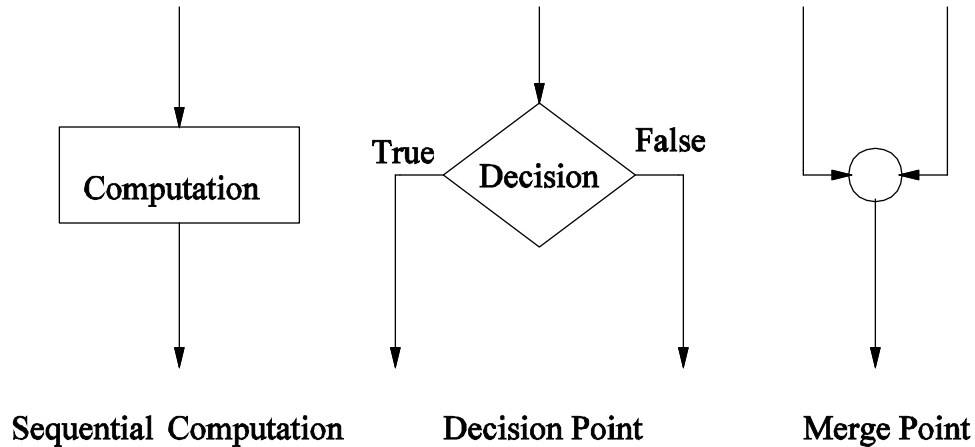 True
False
Computation
Decision
Sequential Computation
Decision Point
Merge Point